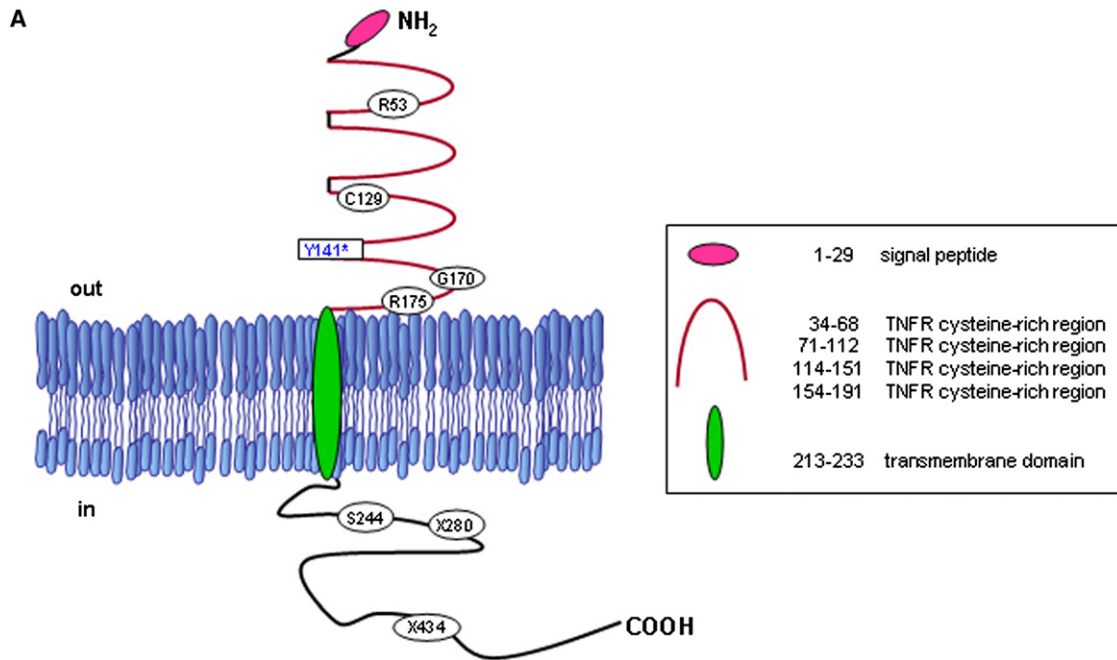 A
NH2
R53
C129
Y141*
G170
R175
out
in
S244
X280
X434
COOH
1-29 signal peptide
34-68 TNFR cysteine-rich region
71-112 TNFR cysteine-rich region
114-151 TNFR cysteine-rich region
154-191 TNFR cysteine-rich region
213-233 transmembrane domain